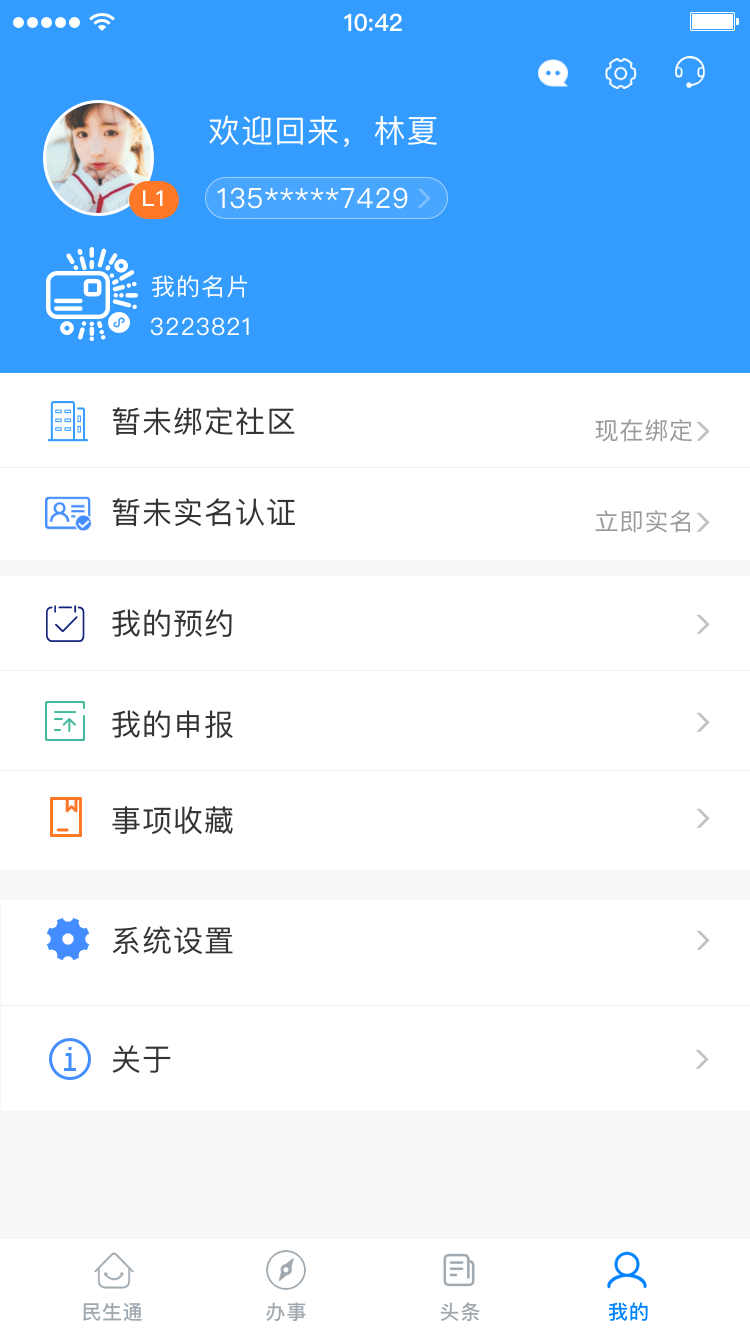 10:42
欢迎回来，林夏
L1
135*****7429
我的名片
3223821
暂未绑定社区
现在绑定
暂未实名认证
立即实名
我的预约
我的申报
事项收藏
系统设置
关于
民生通 办事 头条 我的